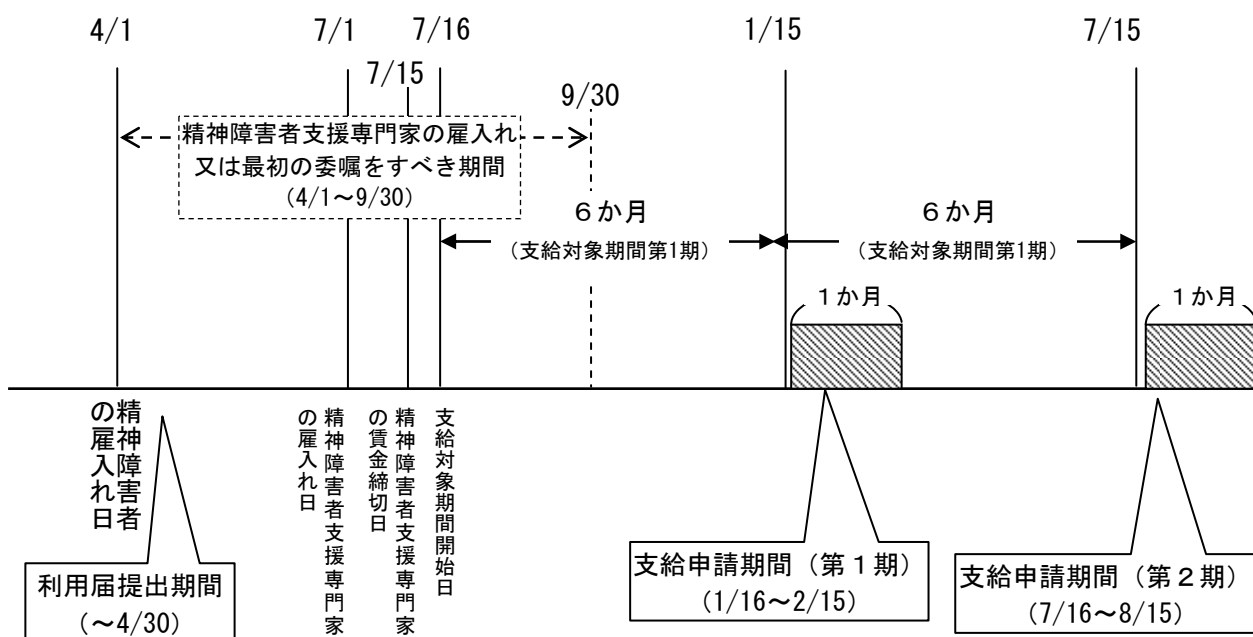 4/1
7/1
7/16
1/15
7/15
7/15
9/30
精神障害者支援専門家の雇入れ
又は最初の委嘱をすべき期間
(4/1～9/30)
６か月
(支給対象期間第1期)
６か月
(支給対象期間第1期)
１か月
１か月
精神障害者
の雇入れ日
精神障害者支援専門家
の雇入れ日
精神障害者支援専門家
の賃金締切日
支給対象期間開始日
利用届提出期間
(～4/30)
支給申請期間（第１期）
(1/16～2/15)
支給申請期間（第２期）
(7/16～8/15)